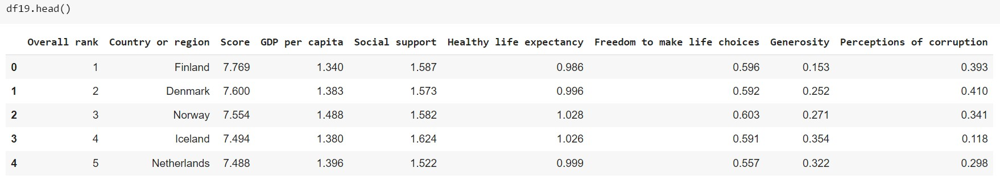 df19.head()
Overall rank Country or region Score GDP per capita Social support Healthy life expectancy Freedom to make life choices Generosity Perceptions of corruption
0 1 Finland 7.769 1.340 1.587 0.986 0.596 0.153 0.393
1 2 Denmark 7.600 1.383 1.573 0.996 0.592 0.252 0.410
2 3 Norway 7.554 1.488 1.582 1.028 0.603 0.271 0.341
3 4 Iceland 7.494 1.380 1.624 1.026 0.591 0.354 0.118
4 5 Netherlands 7.488 1.396 1.522 0.999 0.557 0.322 0.298